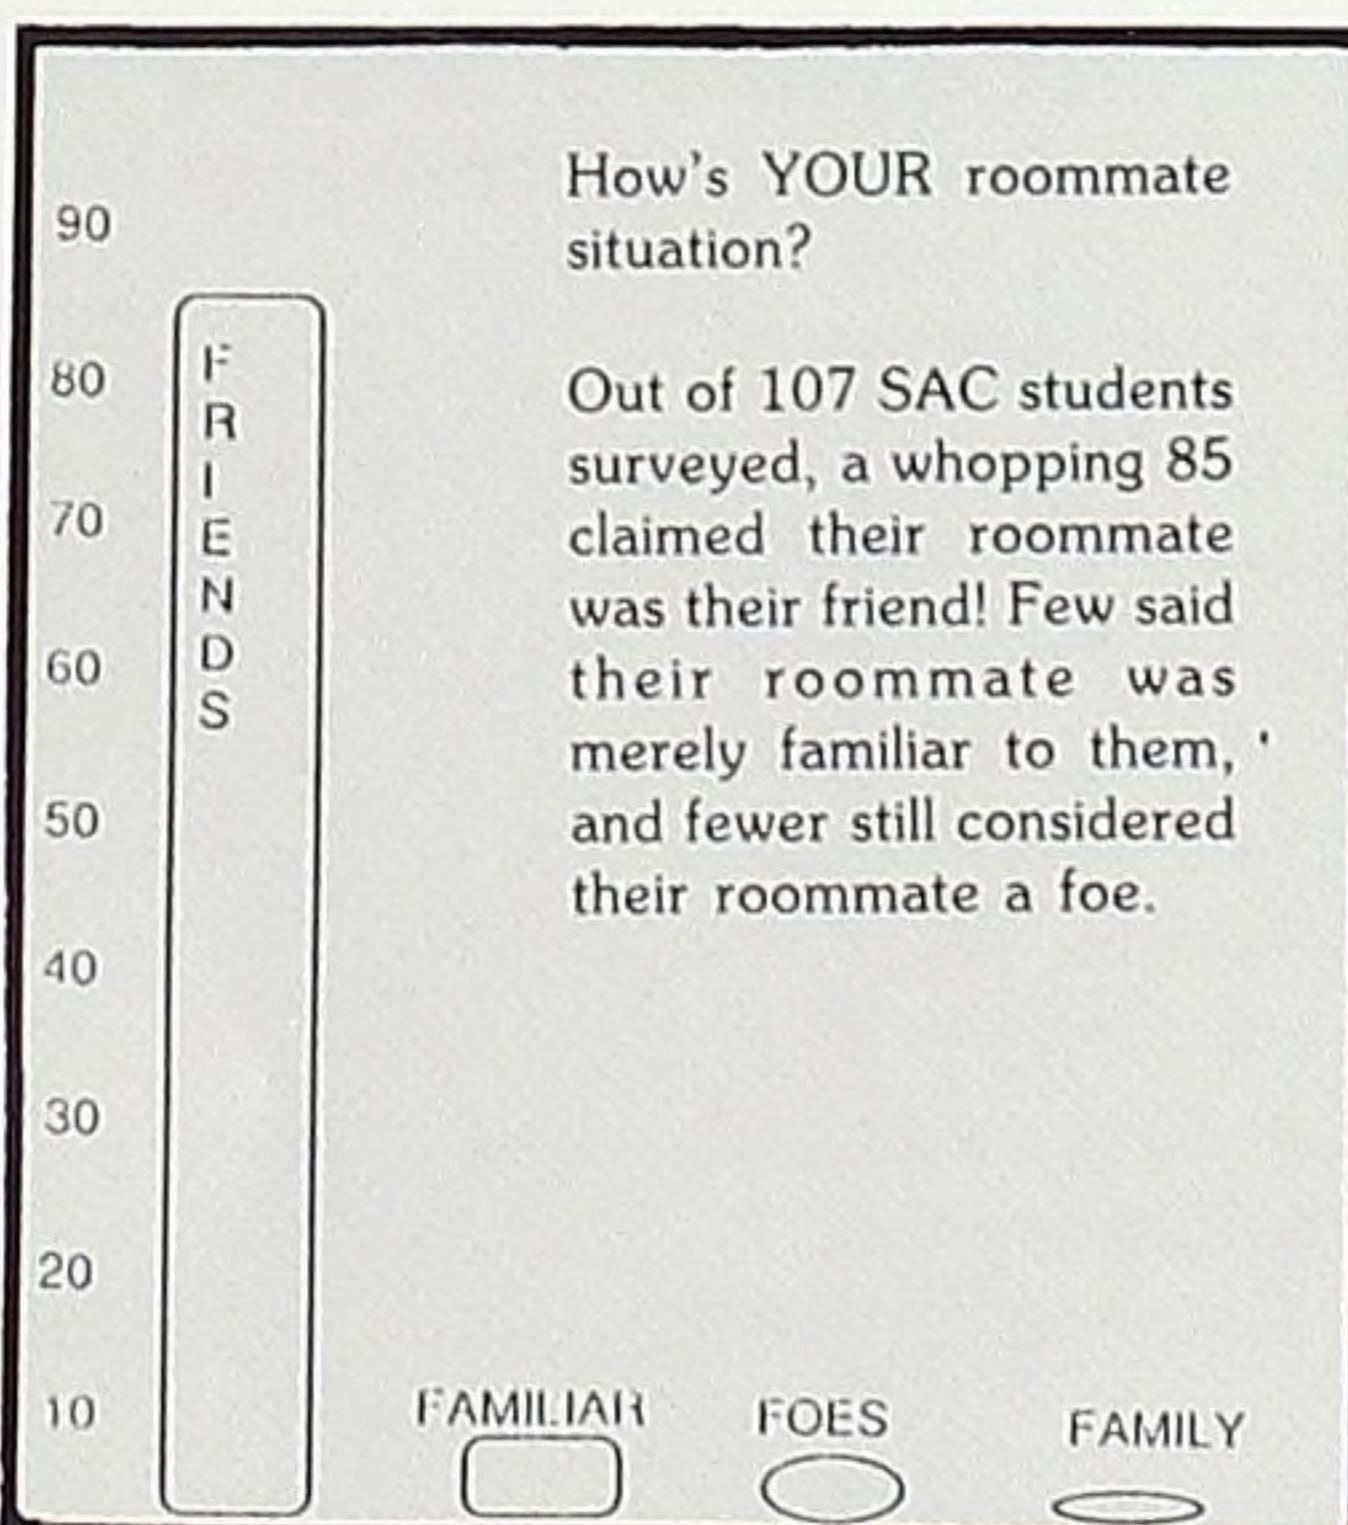 How's YOUR roommate
situation?
Out of 107 SAC students
surveyed, a whopping 85
claimed their roommate
was their friend! Few said
their roommate was
merely familiar to them,
and fewer still considered
their roommate a foe.
90
80
70
60
50
40
30
20
10
FRIENDS
FAMILIAR
FOES
FAMILY